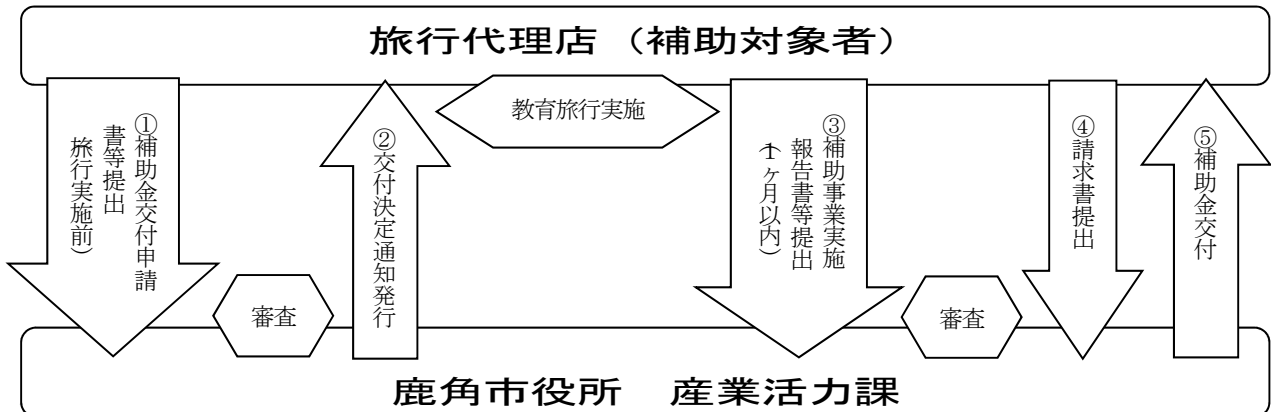 旅行代理店（補助対象者）
①補助金交付申請
書等提出
（旅行実施前）
審査
②交付決定通知発行
教育旅行実施
③補助事業実施
報告書等提出
（１ヶ月以内）
審査
④請求書提出
⑤補助金交付
鹿角市役所　産業活力課